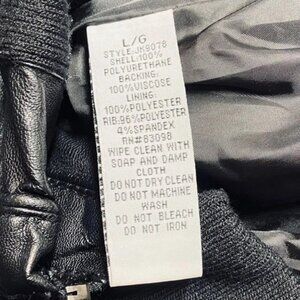 L/G
STYLE:JK9078
SHELL:100%
POLYURETHANE
BACKING:
100%VISCOSE
LINING:
100%POLYESTER
RIB:96%POLYESTER
4%SPANDEX
RN#83098
WIPE CLEAN WITH
SOAP AND DAMP
CLOTH
DO NOT DRY CLEAN
DO NOT MACHINE
WASH
DO NOT BLEACH
DO NOT IRON